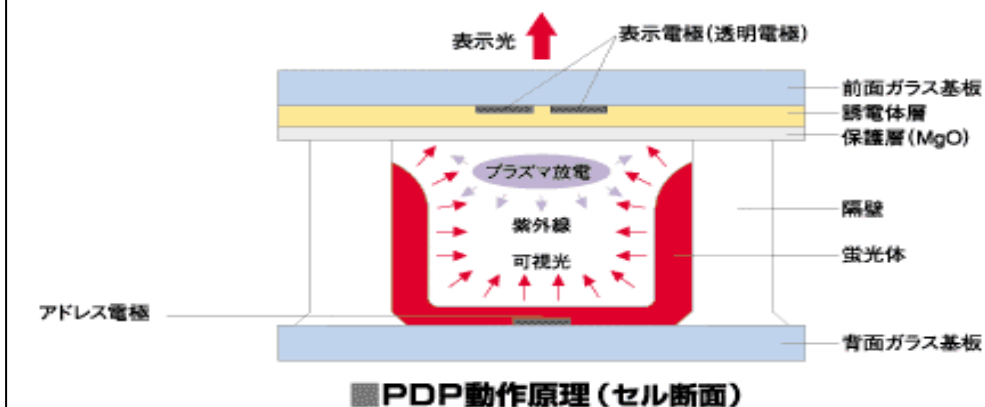 表示光
表示電極(透明電極)
前面ガラス基板
誘電体層
保護層(MgO)
プラズマ放電
隔壁
紫外線
蛍光体
可視光
アドレス電極
背面ガラス基板
■PDP動作原理(セル断面)